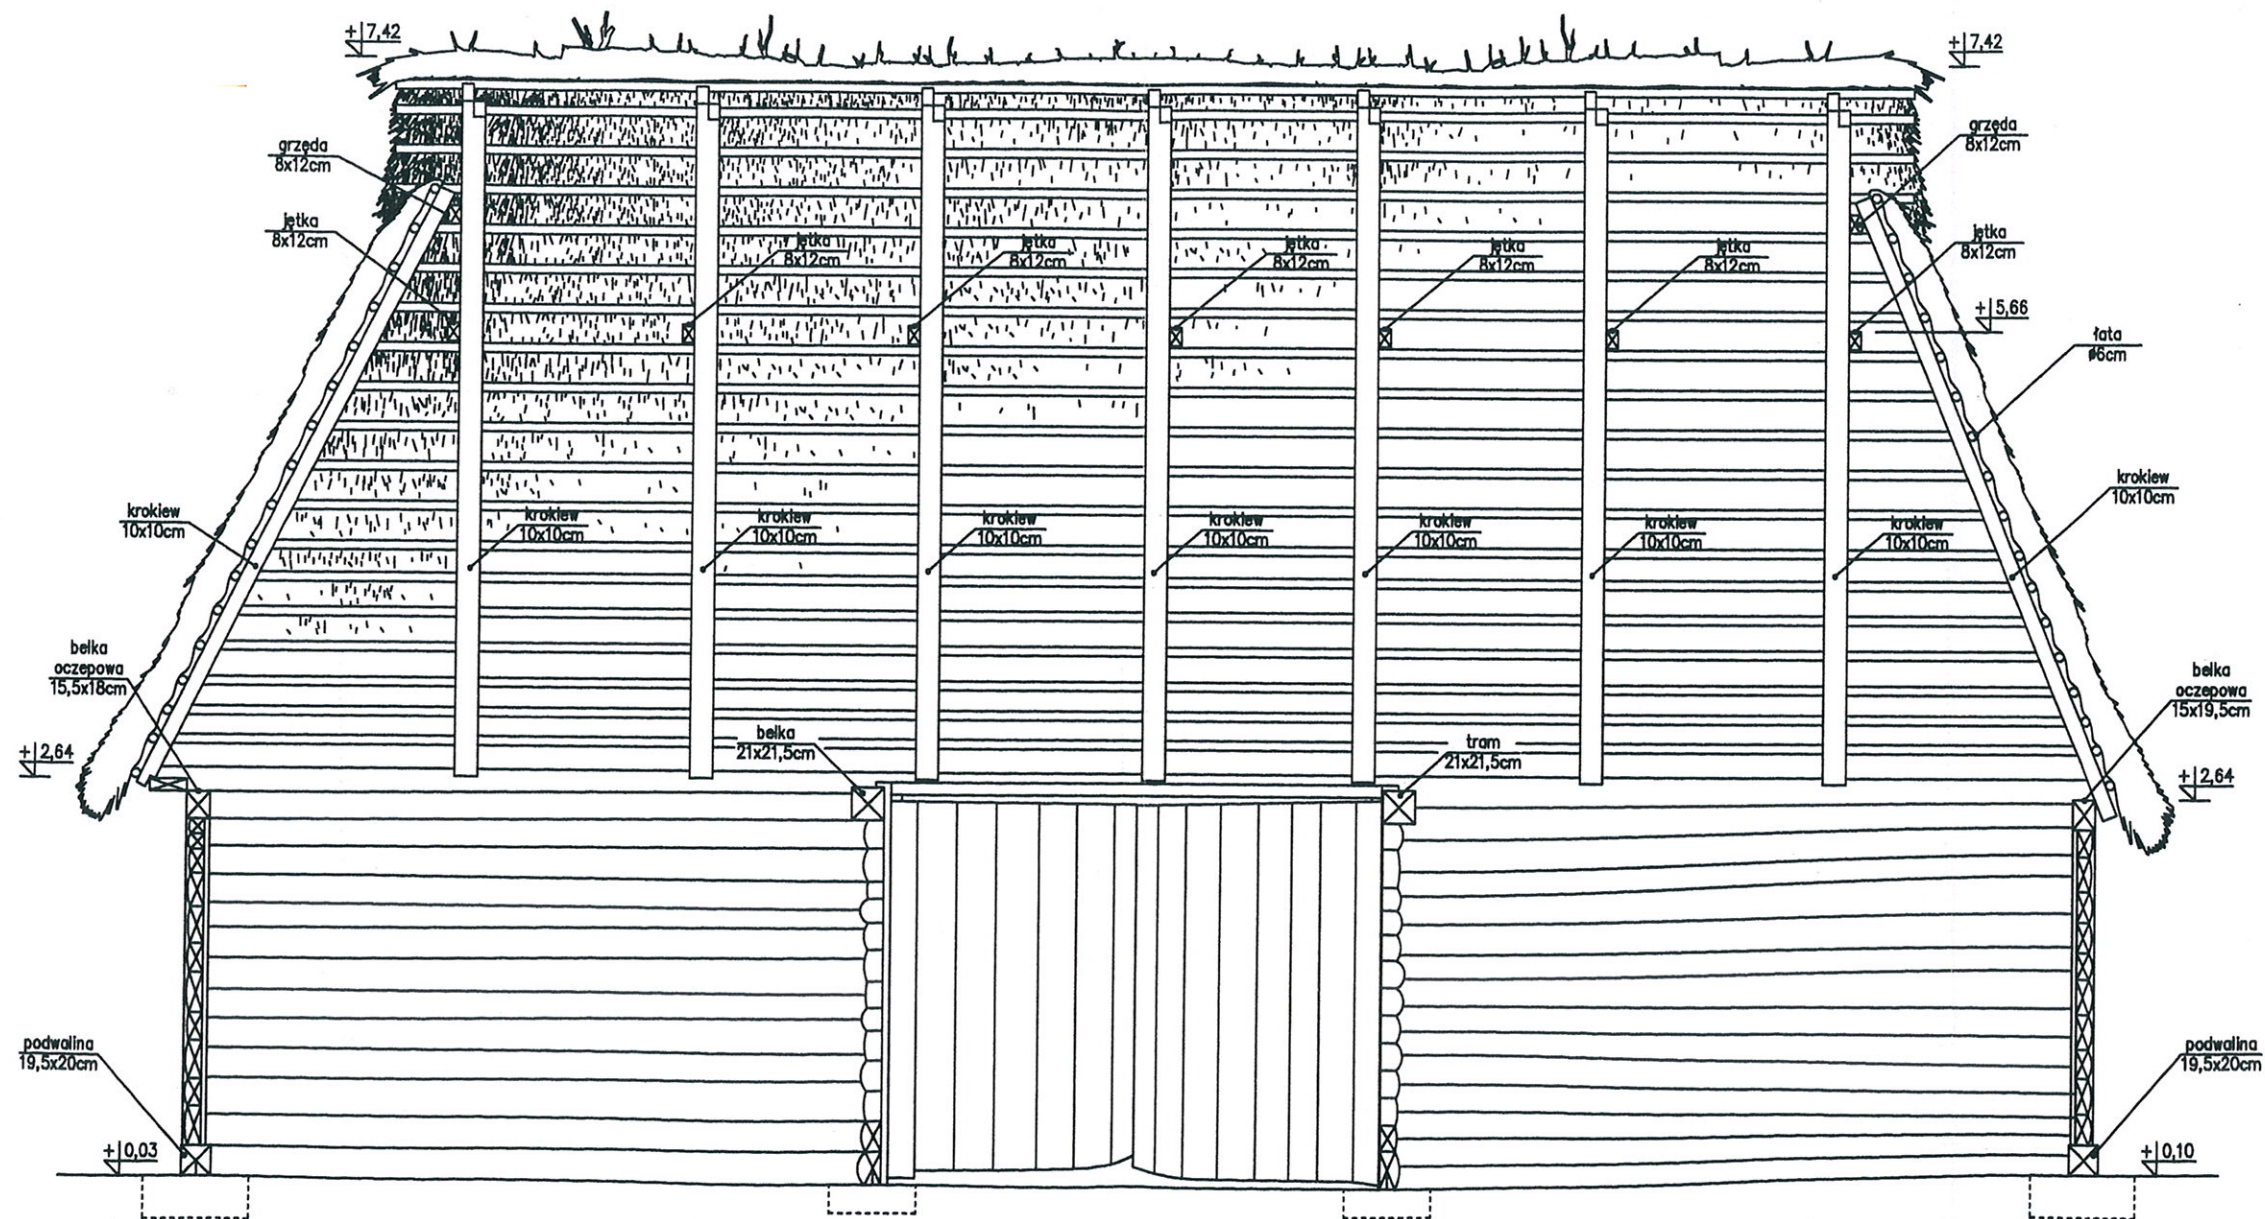 +7,42
+7,42
grzęda
8x12cm
grzęda
8x12cm
jętka
8x12cm
jętka
8x12cm
jętka
8x12cm
jętka
8x12cm
jętka
8x12cm
jętka
8x12cm
jętka
8x12cm
+5,66
łata
ø6cm
krokiew
10x10cm
krokiew
10x10cm
krokiew
10x10cm
krokiew
10x10cm
krokiew
10x10cm
krokiew
10x10cm
krokiew
10x10cm
krokiew
10x10cm
krokiew
10x10cm
belka
oczepowa
15,5x18cm
belka
oczepowa
15x19,5cm
+2,64
belka
21x21,5cm
tram
21x21,5cm
+2,64
podwalina
19,5x20cm
podwalina
19,5x20cm
+0,03
+0,10